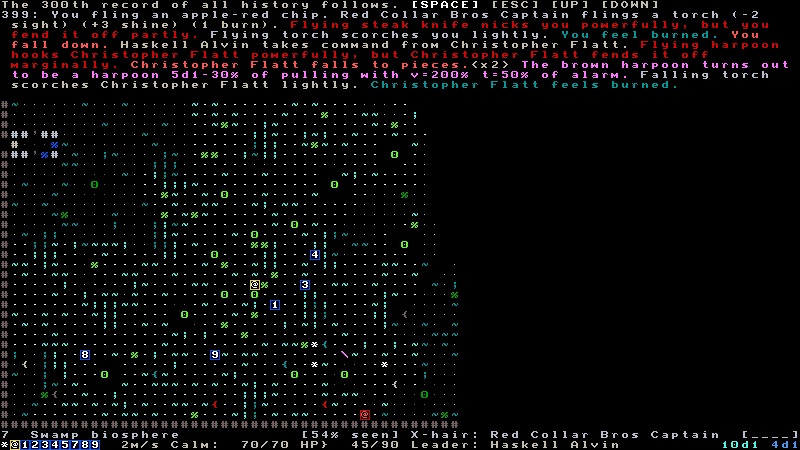 The 300th record of all history follows. [SPACE] [ESC] [UP] [DOWN]
399: You fling an apple-red chip. Red Collar Bros Captain flings a torch (-2
sight) (+3 shine) (1 burn). Flying steak knife nicks you powerfully, but you
fend it off partly. Flying torch scorches you lightly. You feel burned. You
fall down. Haskell Alvin takes command from Christopher Flatt. Flying harpoon
hooks Christopher Flatt powerfully, but Christopher Flatt fends it off
marginally. Christopher Flatt falls to pieces.<x2> The brown harpoon turns out
to be a harpoon 5d1-30% of pulling with v=200% t=50% of alarm. Falling torch
scorches Christopher Flatt lightly. Christopher Flatt feels burned.
4
3
1
8 9
7 Swamp biosphere [54% seen] X-hair: Red Collar Bros Captain [____]
*@12345789 2m/s Calm: 70/70 HP} 45/90 Leader: Haskell Alvin 10d1 4d1